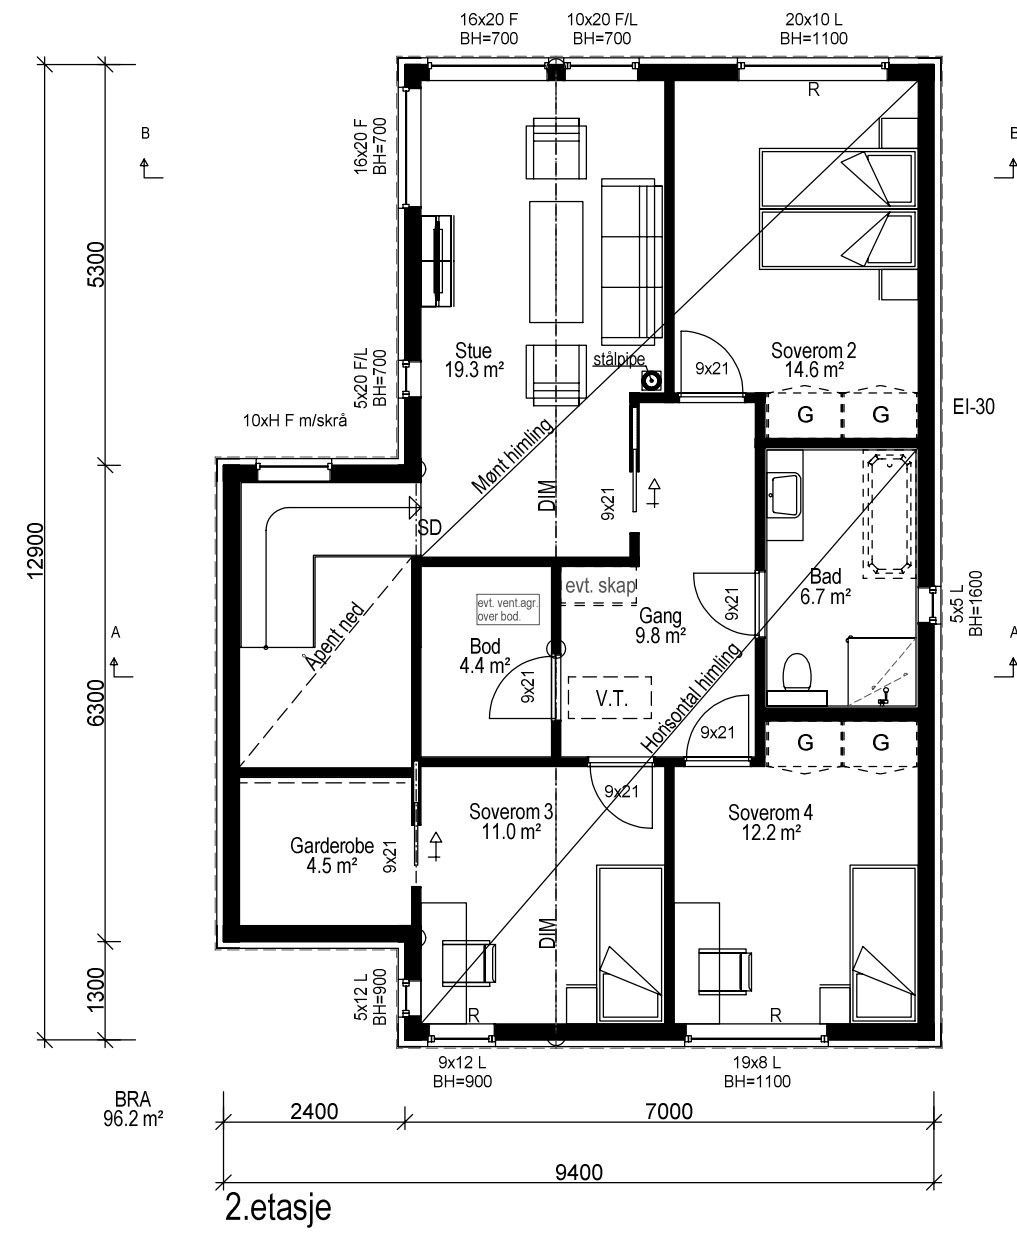 16x20 F
BH=700
10x20 F/L
BH=700
20x10 L
BH=1100
R
B
B
16x20 F
BH=700
5300
Stue
19.3 m²
stålpipe
9x21
Soverom 2
14.6 m²
5x20 F/L
BH=700
G
G
EI-30
10xH F m/skrå
Mønt himling
DIM
9x21
SD
12900
evt. skap
Bad
6.7 m²
5x5 L
BH=1600
evt. vent.agr.
over bod.
Gang
9.8 m²
9x21
Åpent ned
A
A
Bod
4.4 m²
9x21
V.T.
Horisontal himling
6300
9x21
G
G
9x21
Soverom 3
11.0 m²
Soverom 4
12.2 m²
Garderobe
4.5 m²
9x21
DIM
1300
5x12 L
BH=900
R
R
9x12 L
BH=900
19x8 L
BH=1100
BRA
96.2 m²
2400
7000
9400
2.etasje